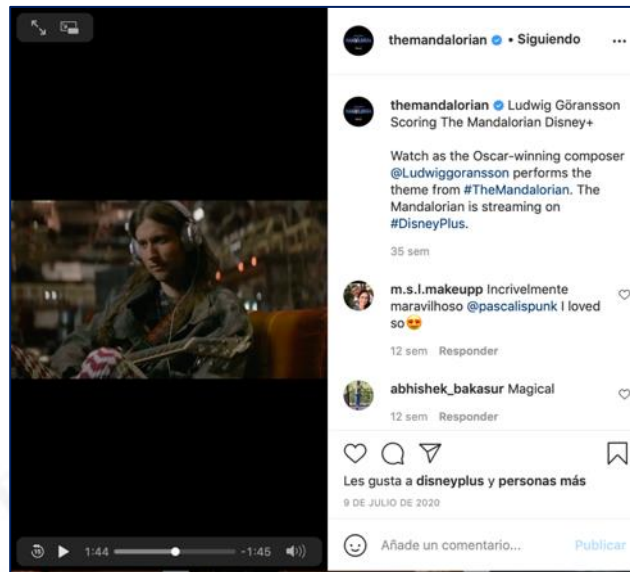 themandalorian • Siguiendo ...
themandalorian Ludwig Göransson
Scoring The Mandalorian Disney+
Watch as the Oscar-winning composer
@Ludwiggoransson performs the
theme from #TheMandalorian. The
Mandalorian is streaming on
#DisneyPlus.
35 sem
m.s.l.makeupp Incrivelmente
maravilhoso @pascalispunk I loved
so😍
12 sem Responder
abhishek_bakasur Magical
12 sem Responder
Les gusta a disneyplus y personas más
9 DE JULIO DE 2020
Añade un comentario... Publicar
15 1:44 -1:45